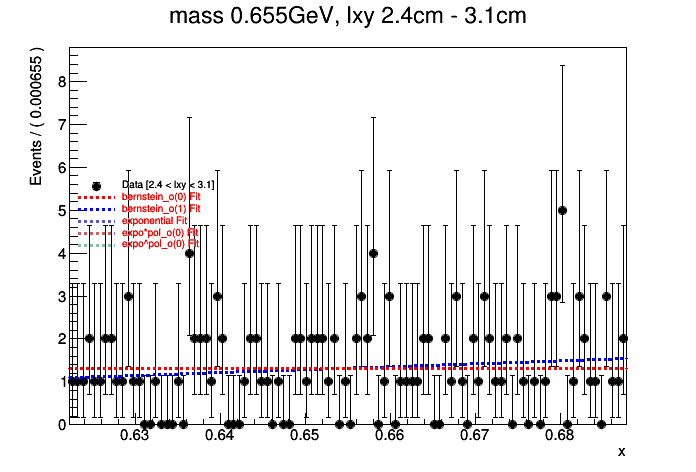 mass 0.655GeV, lxy 2.4cm - 3.1cm
Events / ( 0.000655 )
8
7
6
5
4
3
2
1
0
Data [2.4 < lxy < 3.1]
bernstein_o(0) Fit
bernstein_o(1) Fit
exponential Fit
expo*pol_o(0) Fit
expo^pol_o(0) Fit
0.63 0.64 0.65 0.66 0.67 0.68
x